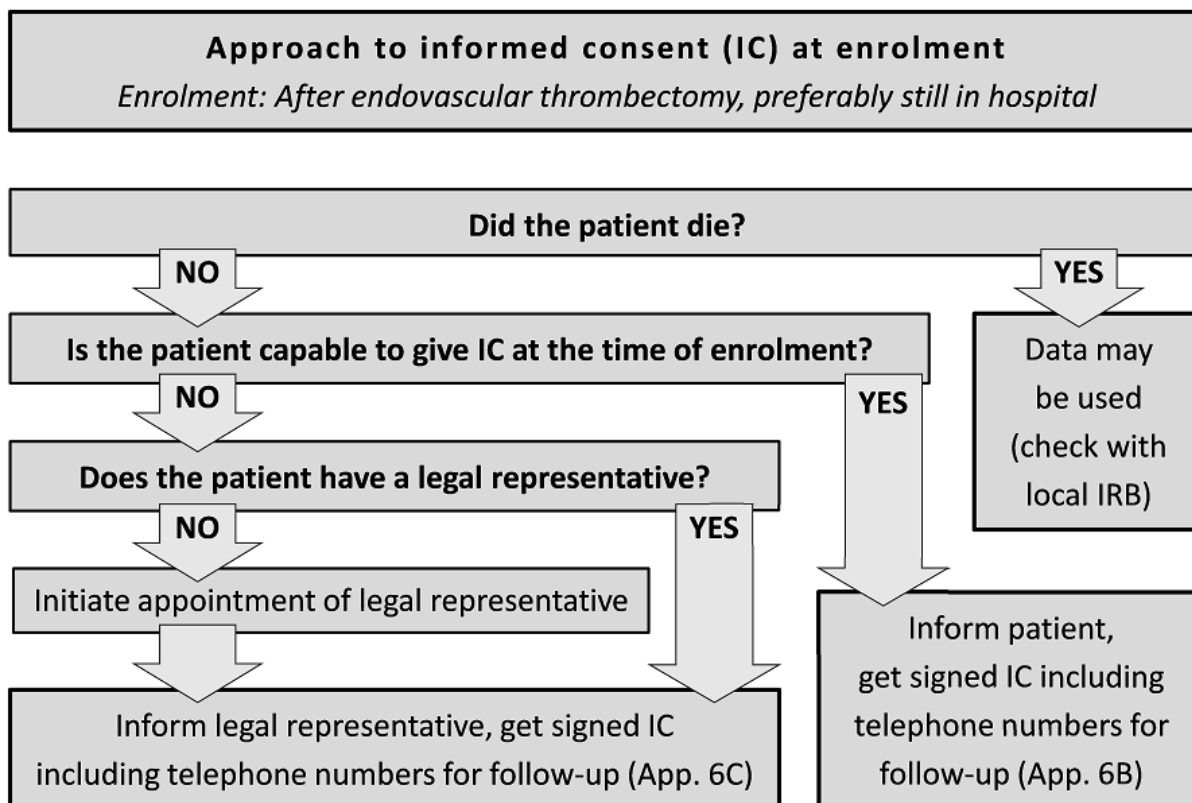 Approach to informed consent (IC) at enrolment
Enrolment: After endovascular thrombectomy, preferably still in hospital
Did the patient die?
NO
YES
Is the patient capable to give IC at the time of enrolment?
Data may
be used
(check with
local IRB)
NO
YES
Does the patient have a legal representative?
NO
YES
Initiate appointment of legal representative
Inform patient,
get signed IC including
telephone numbers for
follow-up (App. 6B)
Inform legal representative, get signed IC
including telephone numbers for follow-up (App. 6C)